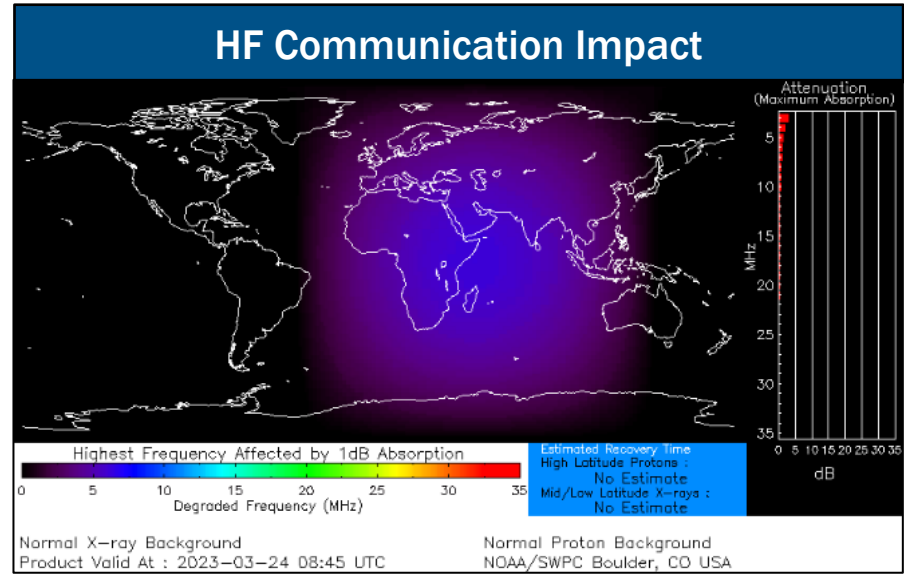 HF Communication Impact
Attenuation
(Maximum Absorption)
5
10
15
MHz
20
25
30
35
0 5 10 15 20 25 30 35
dB
Highest Frequency Affected by 1dB Absorption
0 5 10 15 20 25 30 35
Degraded Frequency (MHz)
Estimated Recovery Time
High Latitude Protons :
No Estimate
Mid/Low Latitude X-rays :
No Estimate
Normal X-ray Background
Normal Proton Background
Product Valid At : 2023-03-24 08:45 UTC
NOAA/SWPC Boulder, CO USA